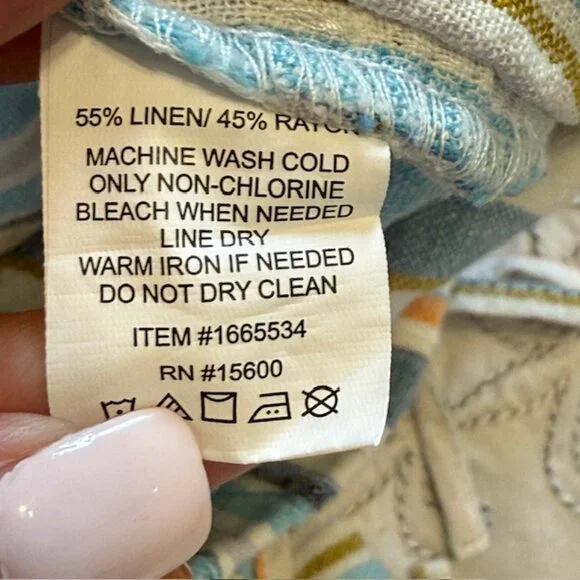 55% LINEN/ 45% RAYON
MACHINE WASH COLD
ONLY NON-CHLORINE
BLEACH WHEN NEEDED
LINE DRY
WARM IRON IF NEEDED
DO NOT DRY CLEAN
ITEM #1665534
RN #15600